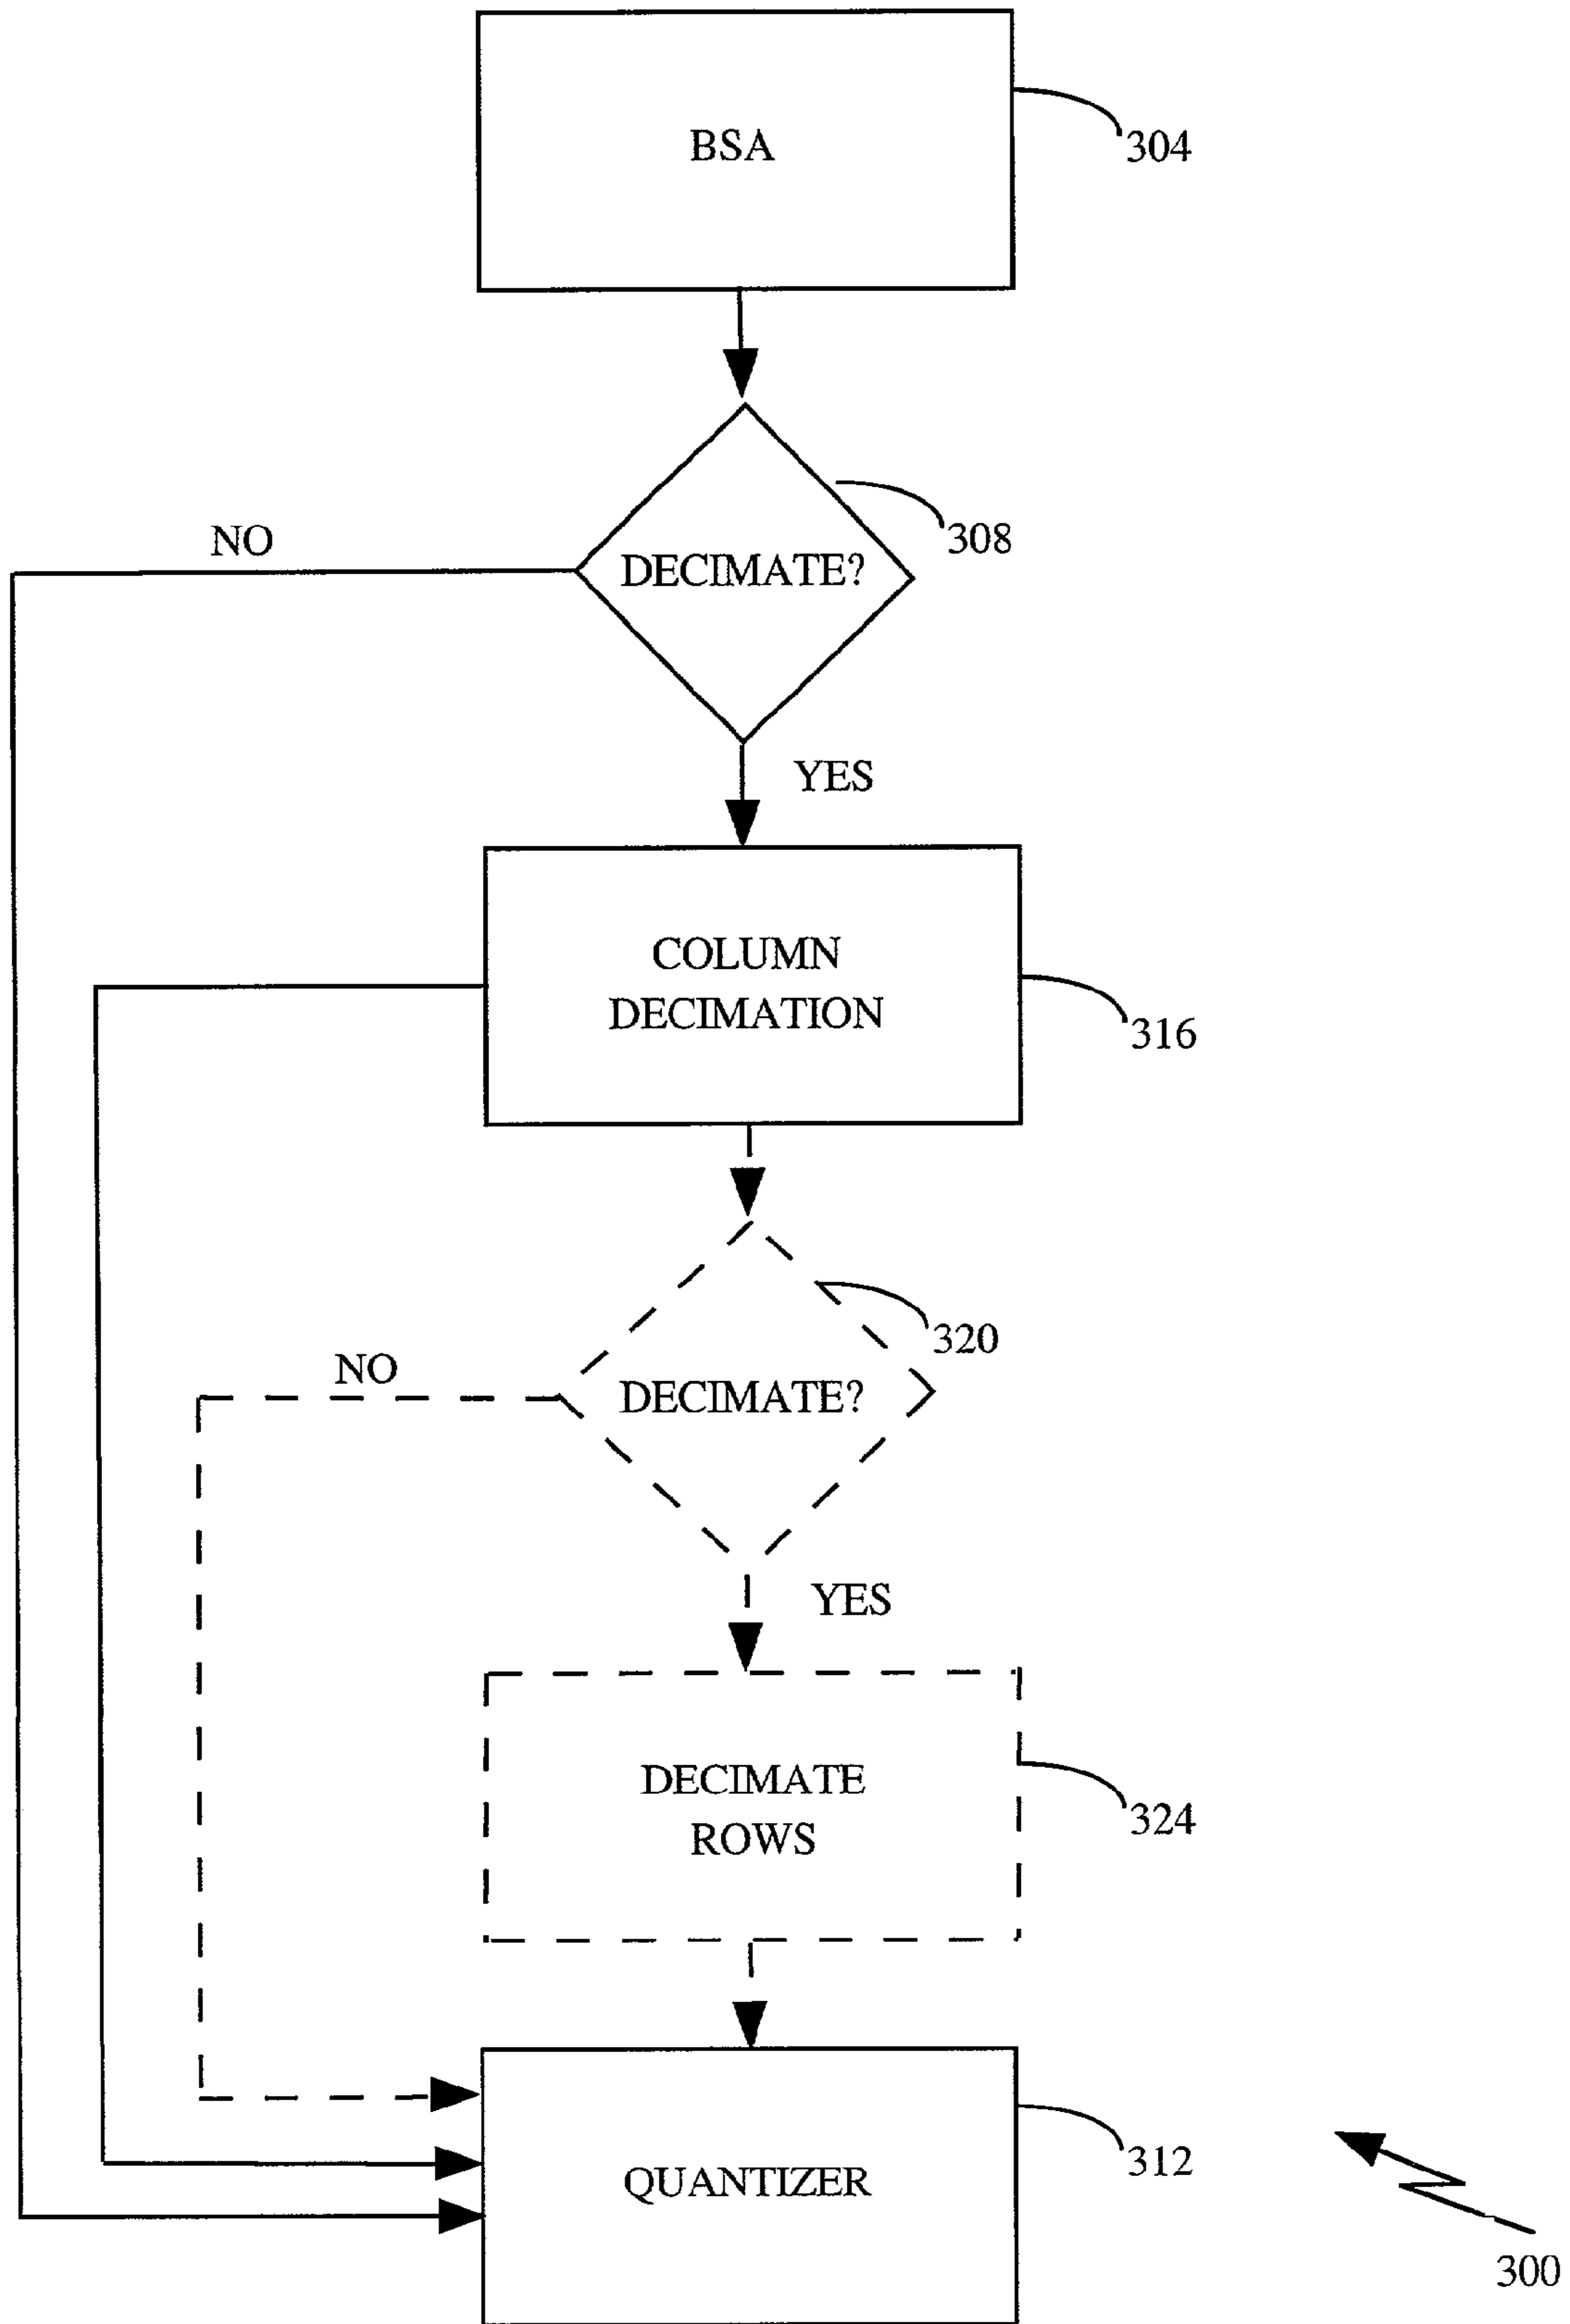 BSA
304
308
NO
DECIMATE?
YES
COLUMN
DECIMATION
316
320
NO
DECIMATE?
YES
DECIMATE
ROWS
324
312
QUANTIZER
300